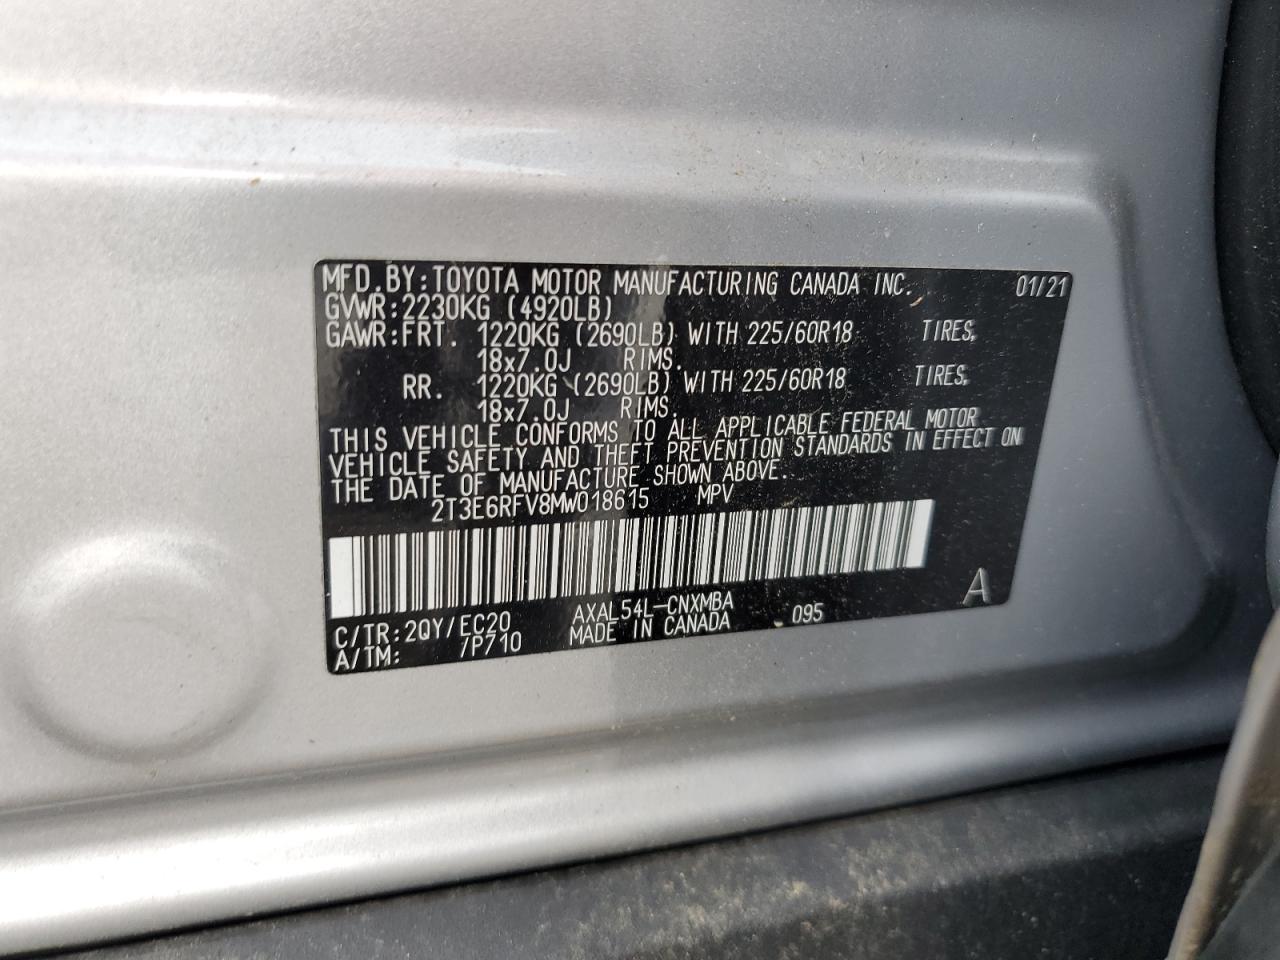 MFD.BY:TOYOTA MOTOR MANUFACTURING CANADA INC. 01/21
GVWR:2230KG (4920LB)
GAWR:FRT. 1220KG (2690LB) WITH 225/60R18 TIRES,
18x7.0J RIMS.
RR. 1220KG (2690LB) WITH 225/60R18 TIRES,
18x7.0J RIMS.
THIS VEHICLE CONFORMS TO ALL APPLICABLE FEDERAL MOTOR
VEHICLE SAFETY AND THEFT PREVENTION STANDARDS IN EFFECT ON
THE DATE OF MANUFACTURE SHOWN ABOVE.
2T3E6RFV8MW018615 MPV
C/TR:2QY/EC20 AXAL54L-CNXMBA 095 A
A/TM: /P710 MADE IN CANADA